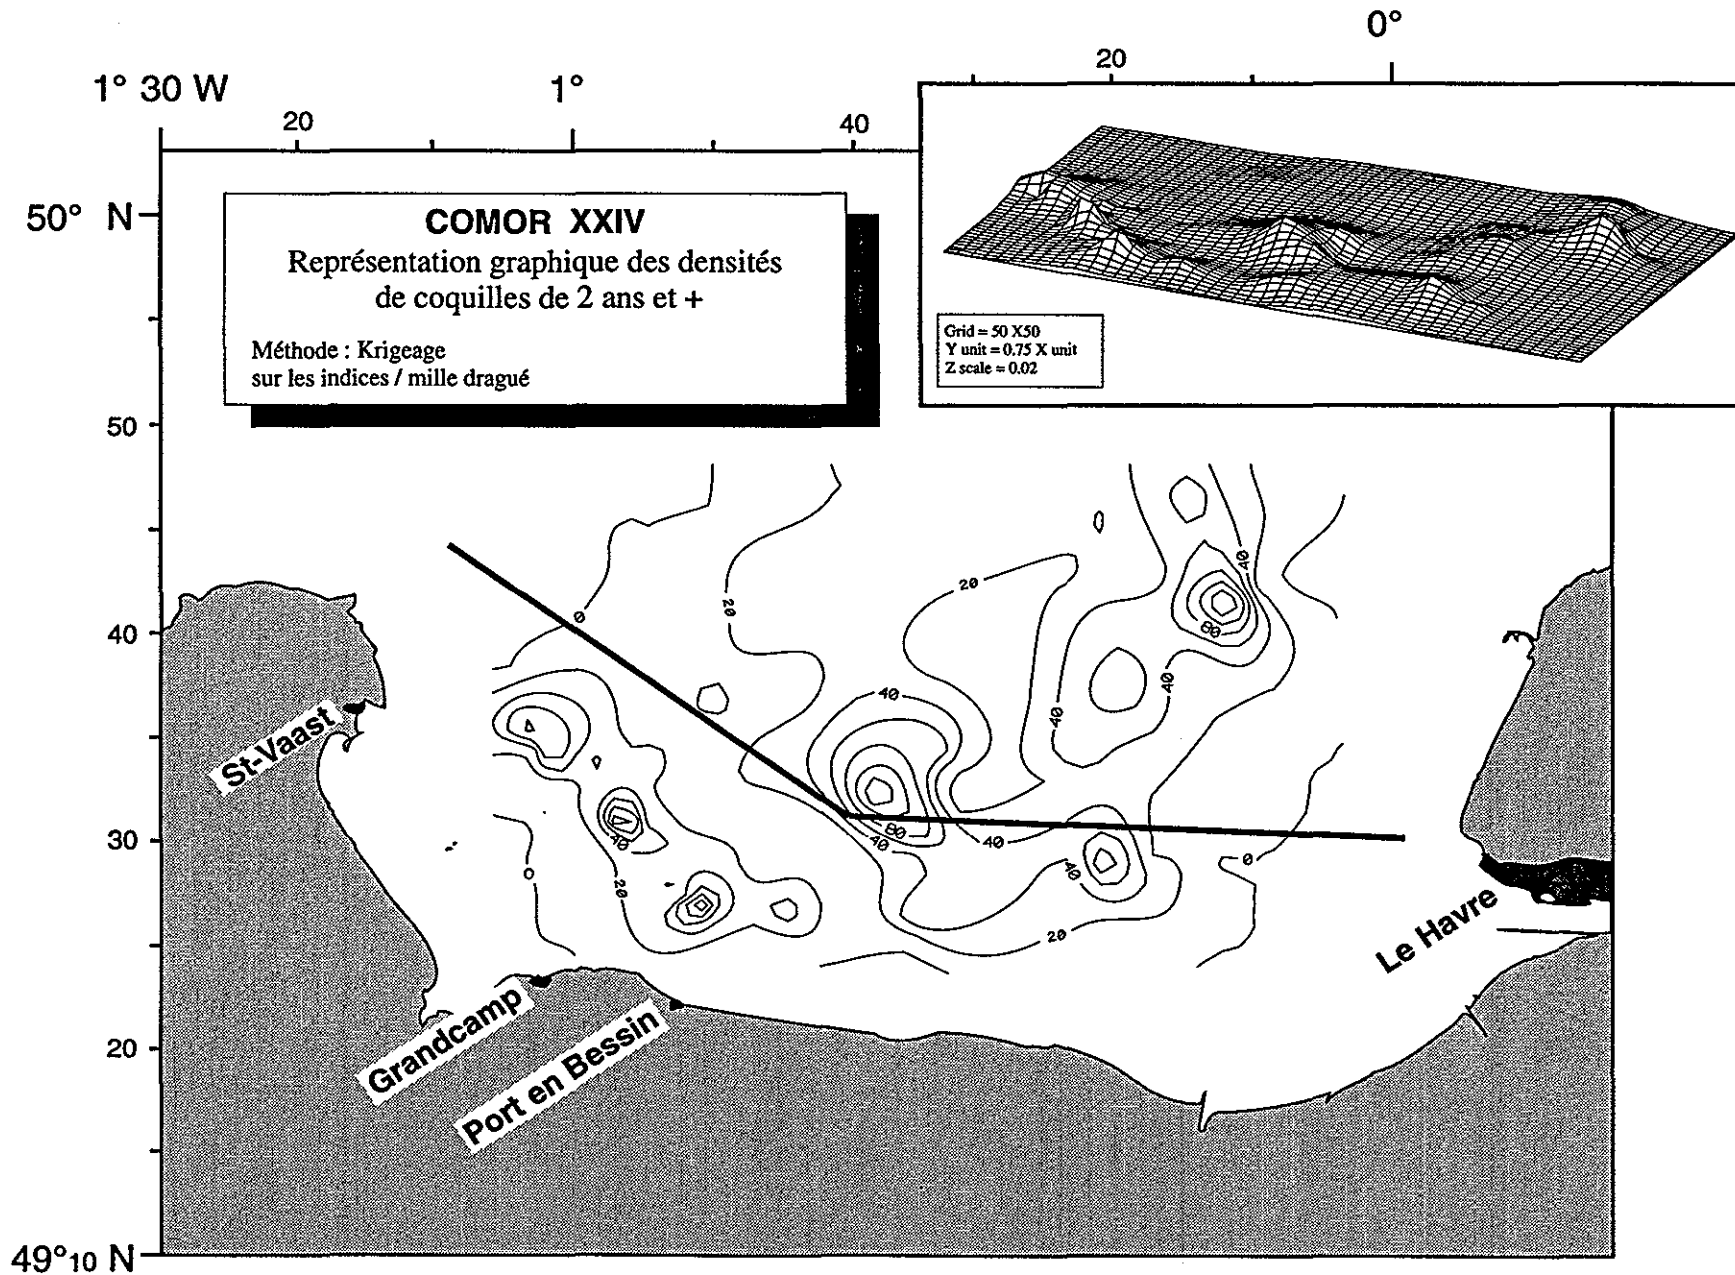 0°
20
1° 30 W
1°
20
40
50° N
COMOR XXIV
Représentation graphique des densités
de coquilles de 2 ans et +
Méthode : Krigeage
sur les indices / mille dragué
Grid = 50 X50
Y unit = 0.75 X unit
Z scale = 0.02
50
40
20
20
0
80
40
40
40
40
St-Vaast
30
80
40
40
40
40
0
0
20
20
Le Havre
Grandcamp
Port en Bessin
20
49°10 N